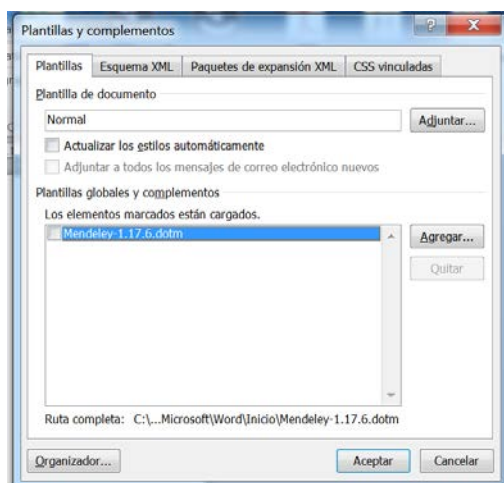 Plantillas y complementos
Plantillas Esquema XML Paquetes de expansión XML CSS vinculadas
Plantilla de documento
Normal Adjuntar...
Actualizar los estilos automáticamente
Adjuntar a todos los mensajes de correo electrónico nuevos
Plantillas globales y complementos
Los elementos marcados están cargados.
Mendeley-1.17.6.dotm Agregar...
Quitar
Ruta completa: C:\...Microsoft\Word\Inicio\Mendeley-1.17.6.dotm
Organizador... Aceptar Cancelar